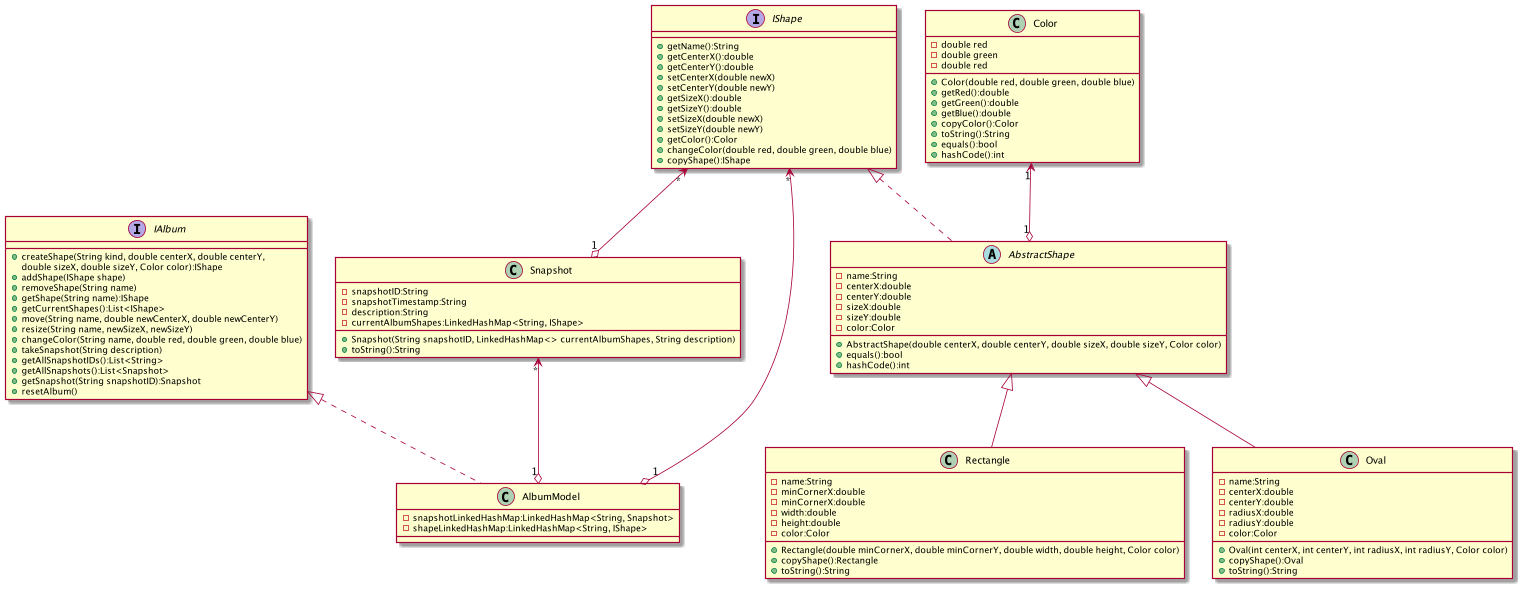 IShape
getName():String
getCenterX():double
getCenterY():double
setCenterX(double newX)
setCenterY(double newY)
getSizeX():double
getSizeY():double
setSizeX(double newX)
setSizeY(double newY)
getColor():Color
changeColor(double red, double green, double blue)
copyShape():IShape
C Color
double red
double green
double red
Color(double red, double green, double blue)
getRed():double
getGreen():double
getBlue():double
copyColor():Color
toString():String
equals():bool
hashCode():int
* * 1
I IAlbum
createShape(String kind, double centerX, double centerY,
double sizeX, double sizeY, Color color):IShape
addShape(IShape shape)
removeShape(String name)
getShape(String name):IShape
getCurrentShapes():List<IShape>
move(String name, double newCenterX, double newCenterY)
resize(String name, newSizeX, newSizeY)
changeColor(String name, double red, double green, double blue)
takeSnapshot(String description)
getAllSnapshotIDs():List<String>
getAllSnapshots():List<Snapshot>
getSnapshot(String snapshotID):Snapshot
resetAlbum()
1
C Snapshot
snapshotID:String
snapshotTimestamp:String
description:String
currentAlbumShapes:LinkedHashMap<String, IShape>
Snapshot(String snapshotID, LinkedHashMap<> currentAlbumShapes, String description)
toString():String
*
1
A AbstractShape
name:String
centerX:double
centerY:double
sizeX:double
sizeY:double
color:Color
AbstractShape(double centerX, double centerY, double sizeX, double sizeY, Color color)
equals():bool
hashCode():int
1 1
C AlbumModel
snapshotLinkedHashMap:LinkedHashMap<String, Snapshot>
shapeLinkedHashMap:LinkedHashMap<String, IShape>
C Rectangle
name:String
minCornerX:double
minCornerX:double
width:double
height:double
color:Color
Rectangle(double minCornerX, double minCornerY, double width, double height, Color color)
copyShape():Rectangle
toString():String
C Oval
name:String
centerX:double
centerY:double
radiusX:double
radiusY:double
color:Color
Oval(int centerX, int centerY, int radiusX, int radiusY, Color color)
copyShape():Oval
toString():String